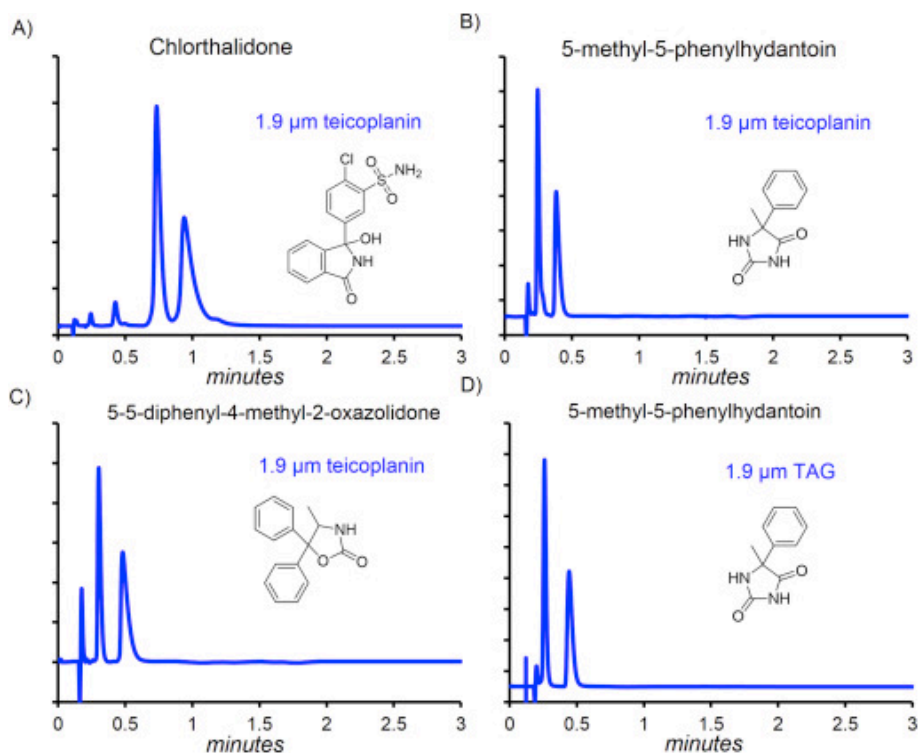 A)
Chlorthalidone
1.9 µm teicoplanin
Cl
O
S
NH2
O
OH
NH
O
0 0.5 1 1.5 2 2.5 3
minutes
B)
5-methyl-5-phenylhydantoin
1.9 µm teicoplanin
O
HN
NH
O
0 0.5 1 1.5 2 2.5 3
minutes
C)
5-5-diphenyl-4-methyl-2-oxazolidone
1.9 µm teicoplanin
NH
O
O
0 0.5 1 1.5 2 2.5 3
minutes
D)
5-methyl-5-phenylhydantoin
1.9 µm TAG
O
HN
NH
O
0 0.5 1 1.5 2 2.5 3
minutes